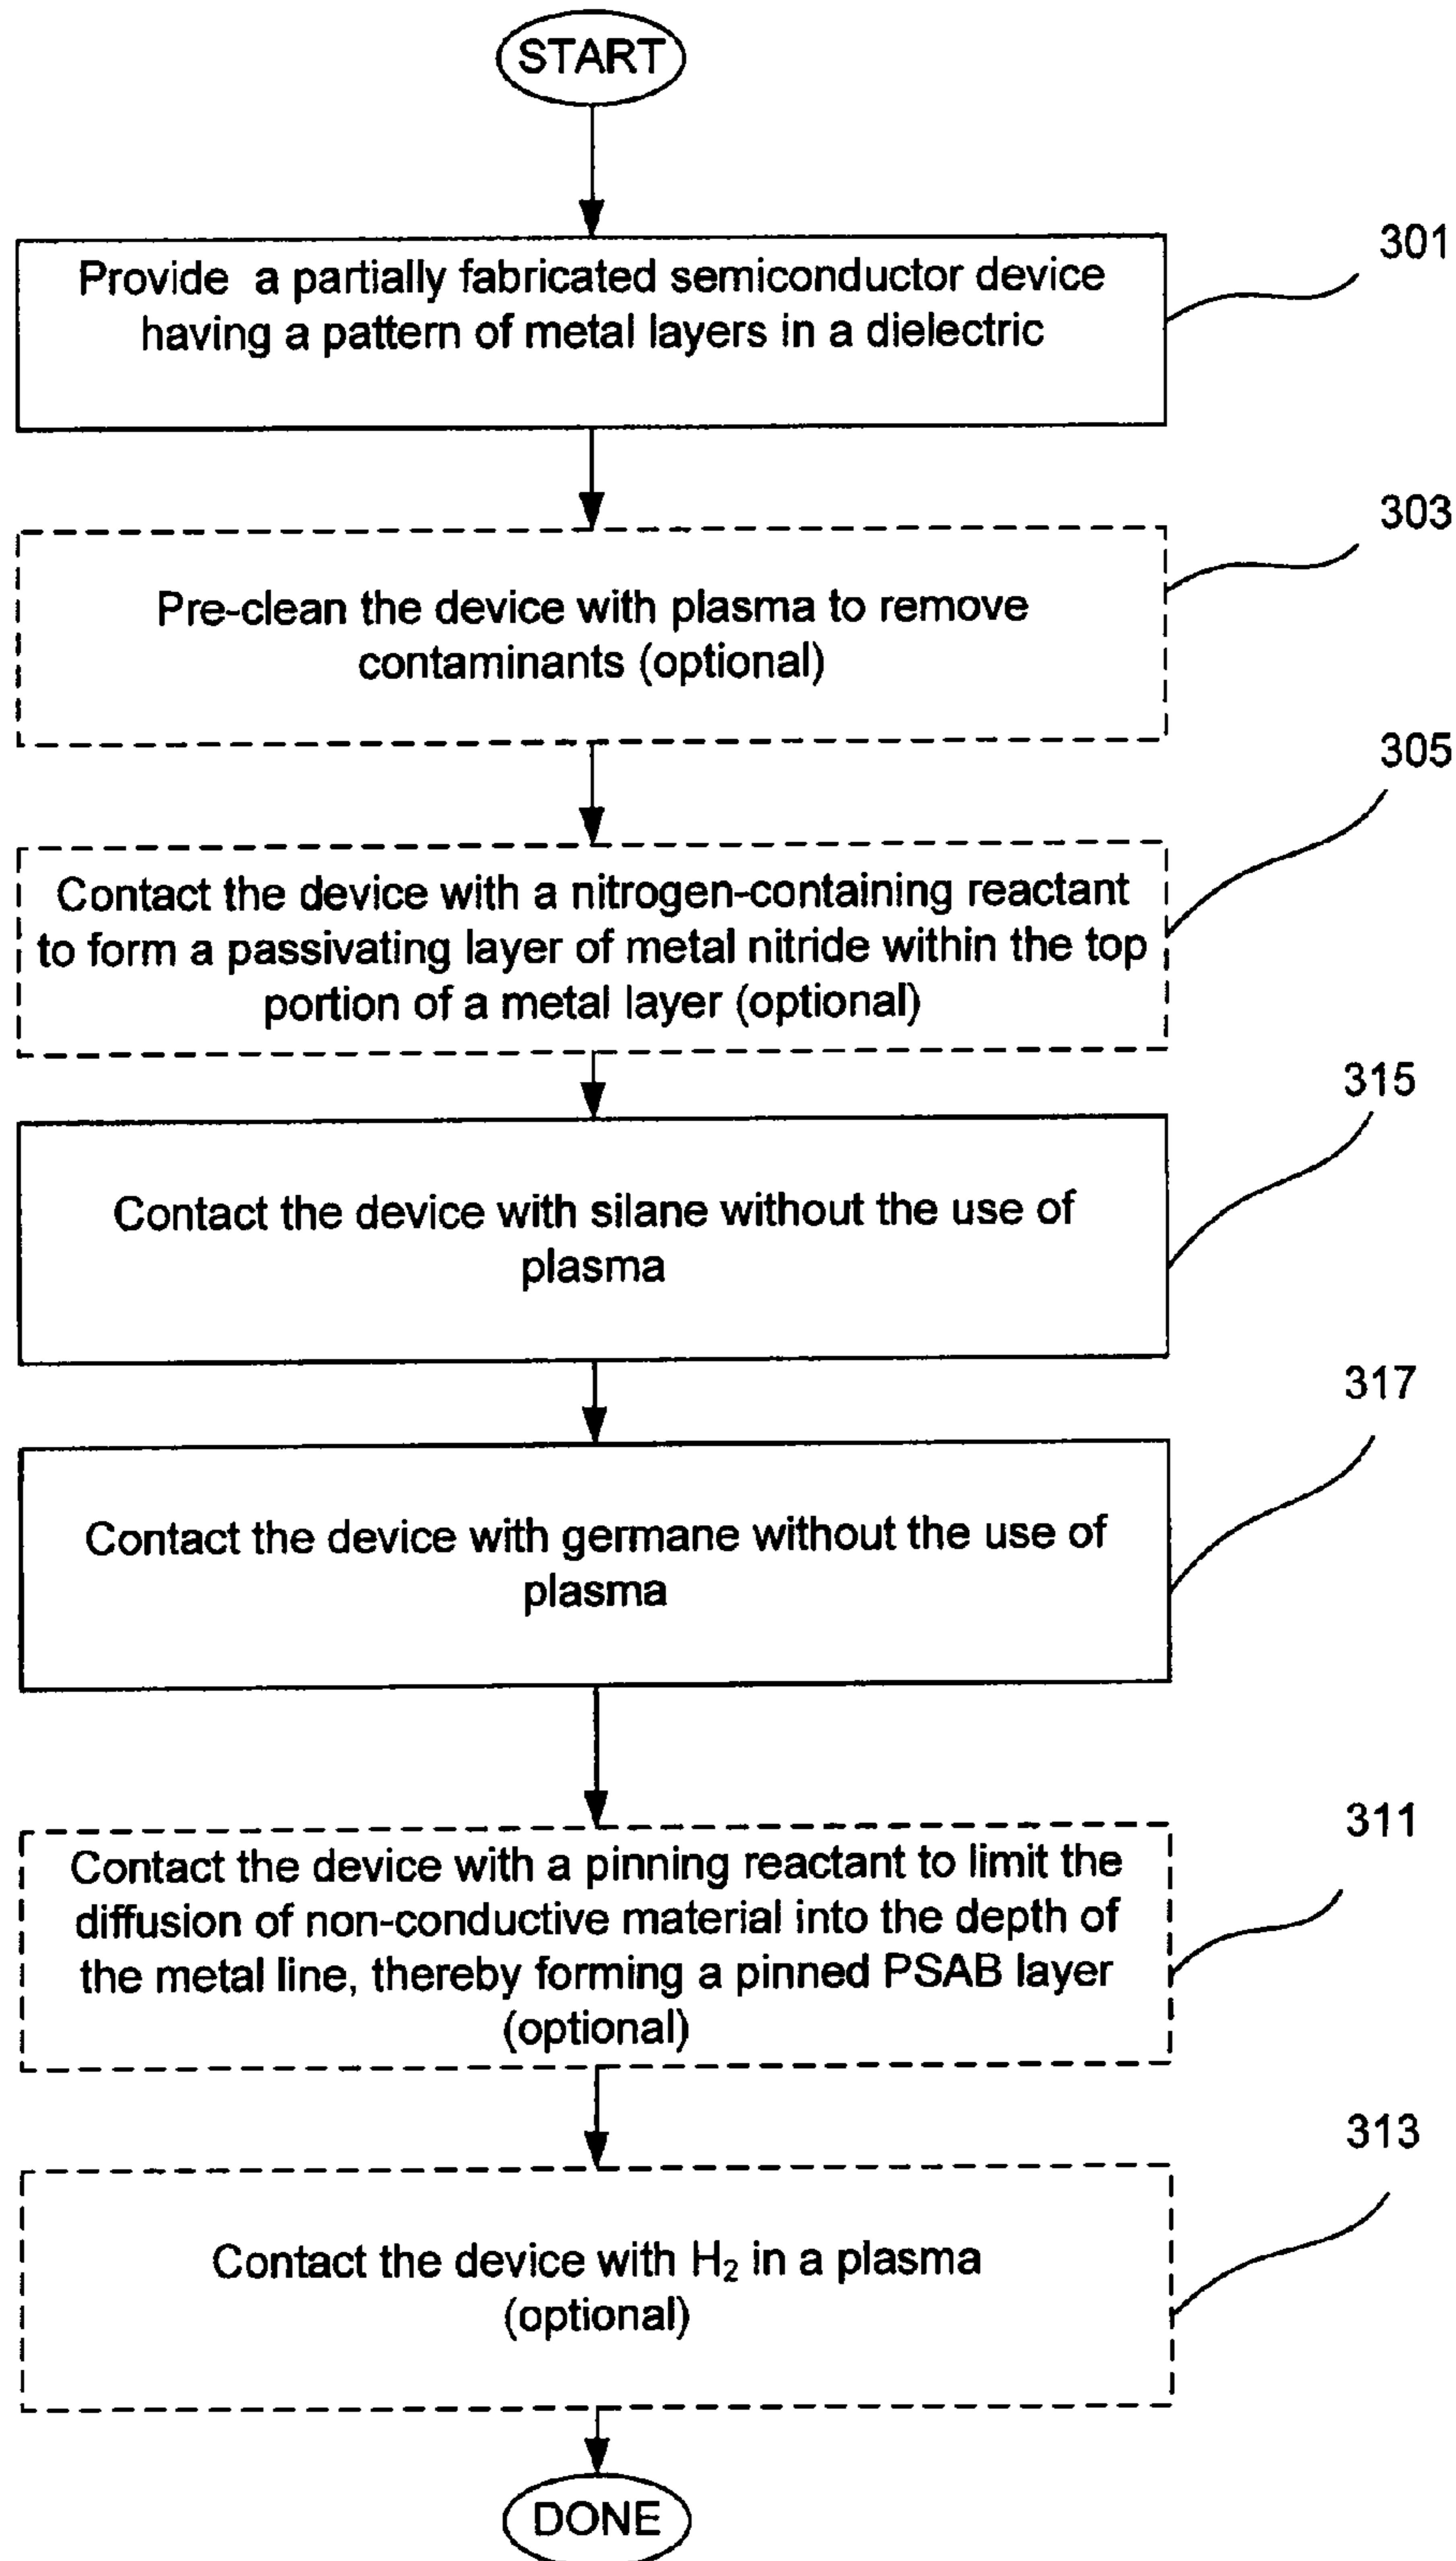 START
301
Provide a partially fabricated semiconductor device
having a pattern of metal layers in a dielectric
303
Pre-clean the device with plasma to remove
contaminants (optional)
305
Contact the device with a nitrogen-containing reactant
to form a passivating layer of metal nitride within the top
portion of a metal layer (optional)
315
Contact the device with silane without the use of
plasma
317
Contact the device with germane without the use of
plasma
311
Contact the device with a pinning reactant to limit the
diffusion of non-conductive material into the depth of
the metal line, thereby forming a pinned PSAB layer
(optional)
313
Contact the device with H₂ in a plasma
(optional)
DONE